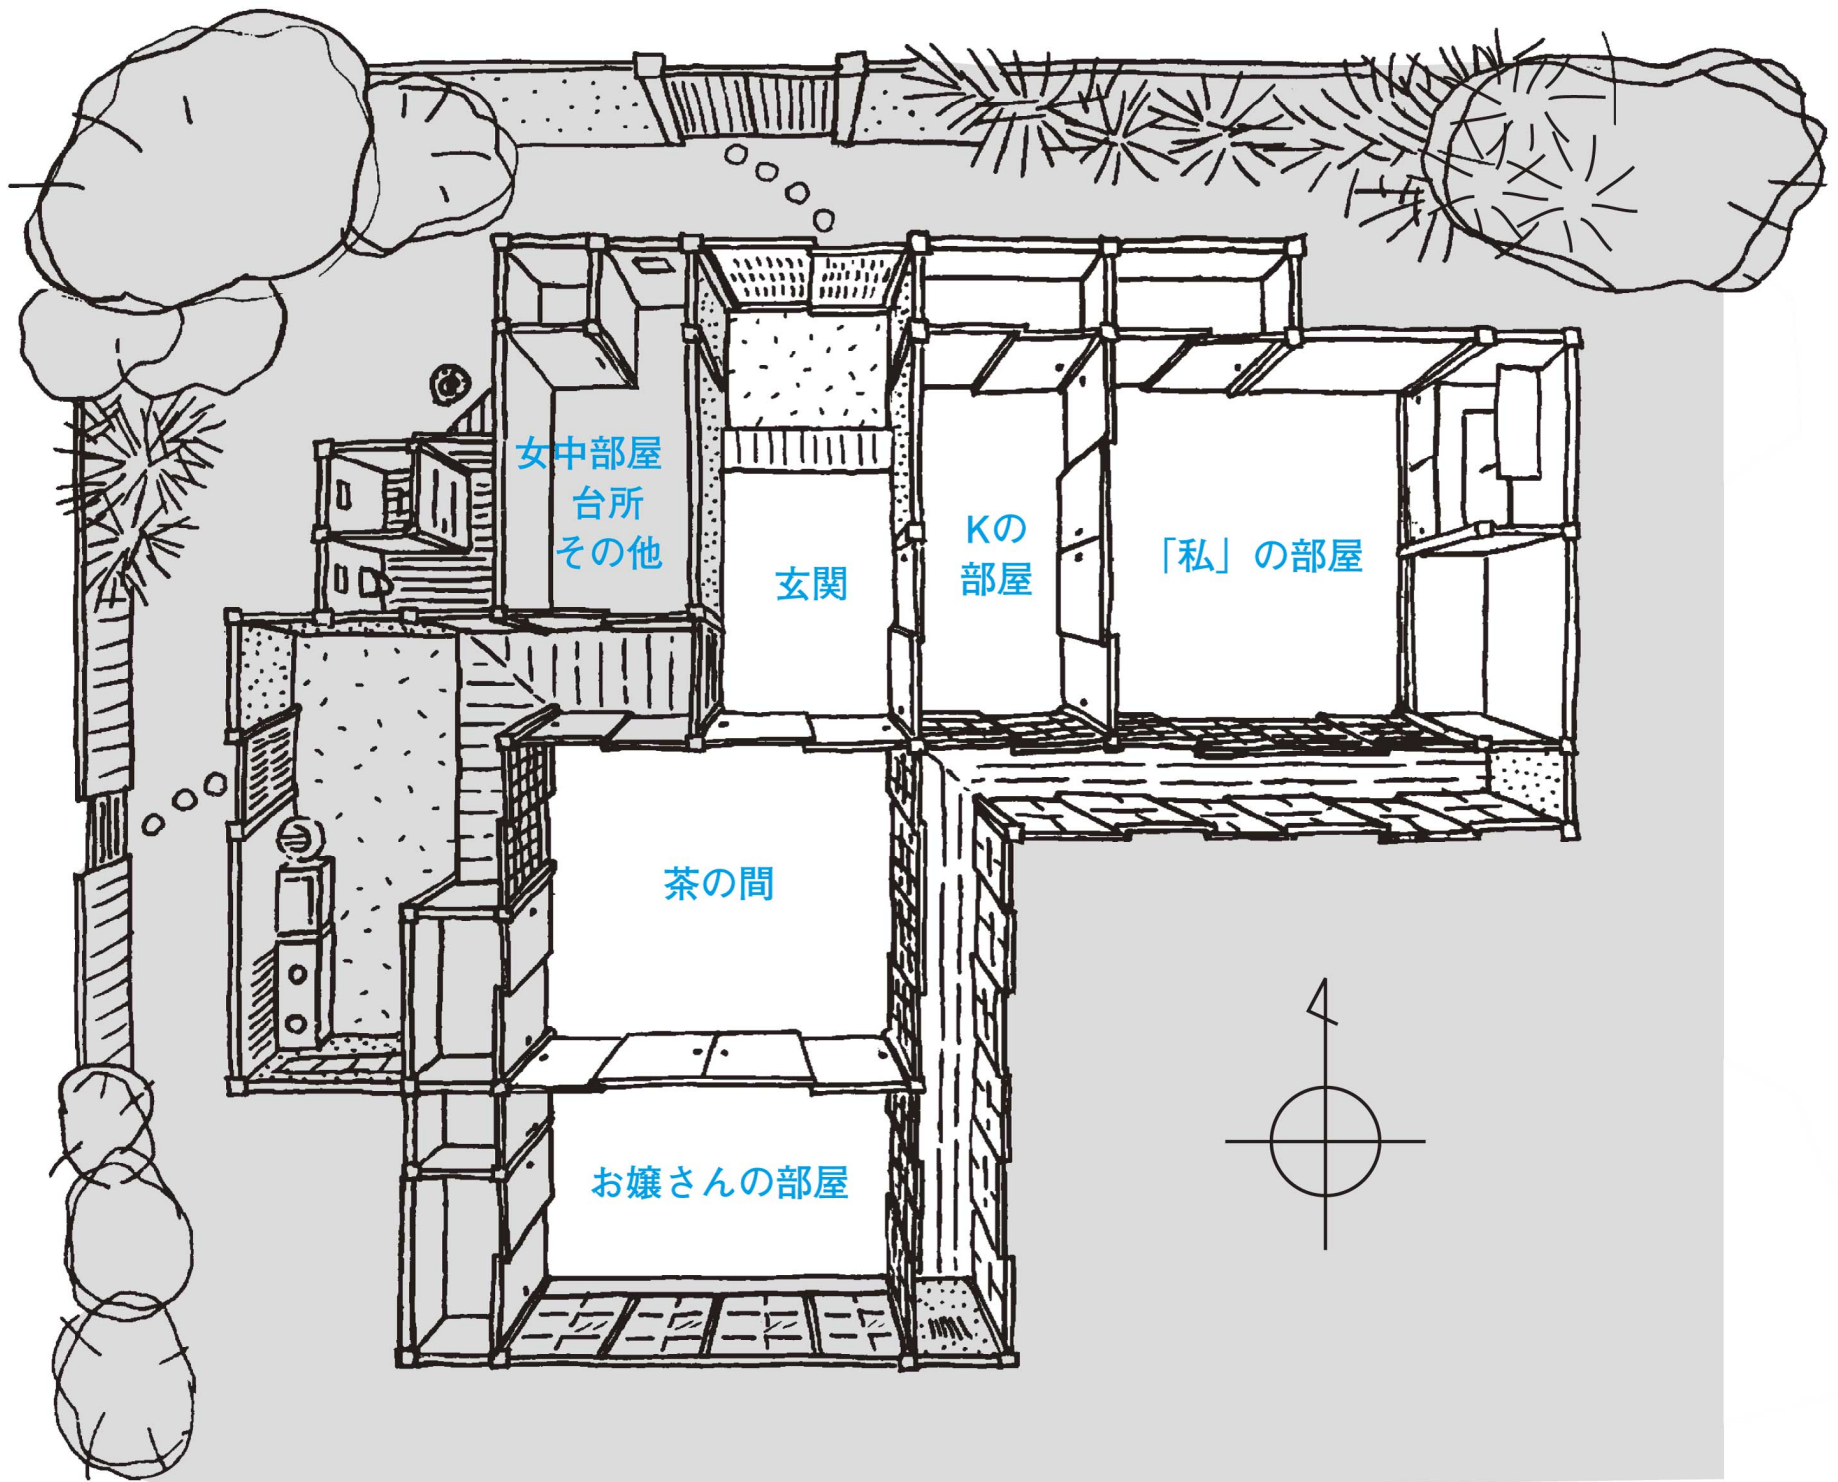 女中部屋
台所
その他
玄関
Kの
部屋
「私」の部屋
茶の間
お嬢さんの部屋